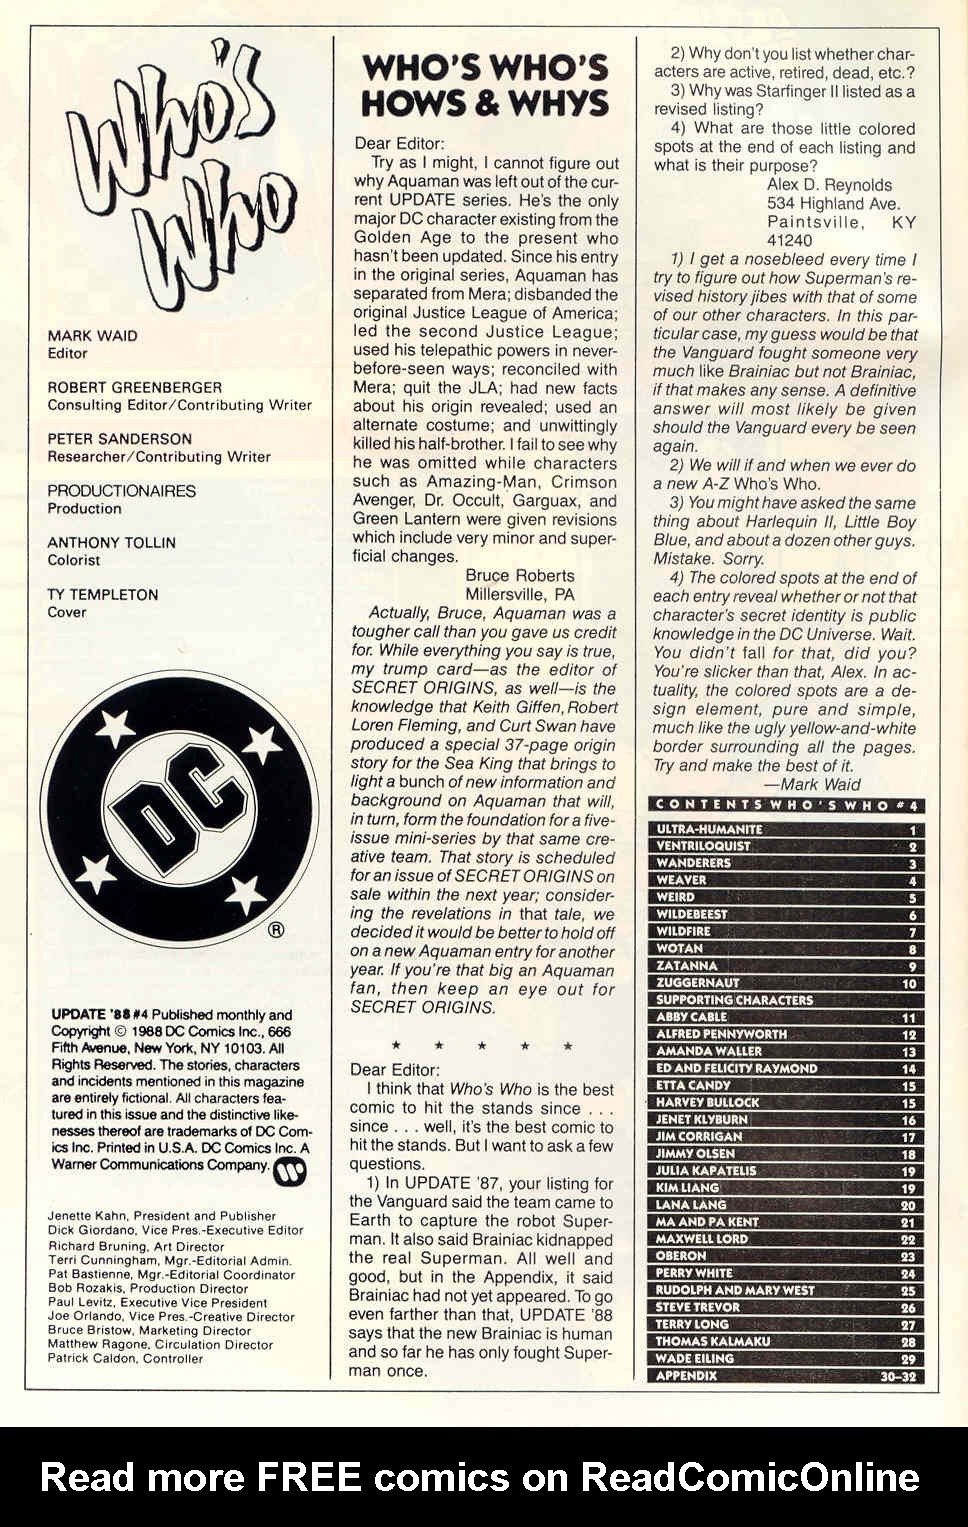 Who's
Who
MARK WAID
Editor
ROBERT GREENBERGER
Consulting Editor/Contributing Writer
PETER SANDERSON
Researcher/Contributing Writer
PRODUCTIONAIRES
Production
ANTHONY TOLLIN
Colorist
TY TEMPLETON
Cover
DC
®
UPDATE '88 #4 Published monthly and
Copyright © 1988 DC Comics Inc., 666
Fifth Avenue, New York, NY 10103. All
Rights Reserved. The stories, characters
and incidents mentioned in this magazine
are entirely fictional. All characters fea-
tured in this issue and the distinctive like-
nesses thereof are trademarks of DC Com-
ics Inc. Printed in U.S.A. DC Comics Inc. A
Warner Communications Company.
Jenette Kahn, President and Publisher
Dick Giordano, Vice Pres.-Executive Editor
Richard Bruning, Art Director
Terri Cunningham, Mgr.-Editorial Admin.
Pat Bastienne, Mgr.-Editorial Coordinator
Bob Rozakis, Production Director
Paul Levitz, Executive Vice President
Joe Orlando, Vice Pres.-Creative Director
Bruce Bristow, Marketing Director
Matthew Ragone, Circulation Director
Patrick Caldon, Controller
WHO'S WHO'S
HOWS & WHYS
Dear Editor:
Try as I might, I cannot figure out
why Aquaman was left out of the cur-
rent UPDATE series. He's the only
major DC character existing from the
Golden Age to the present who
hasn't been updated. Since his entry
in the original series, Aquaman has
separated from Mera; disbanded the
original Justice League of America;
led the second Justice League;
used his telepathic powers in never-
before-seen ways; reconciled with
Mera; quit the JLA; had new facts
about his origin revealed; used an
alternate costume; and unwittingly
killed his half-brother. I fail to see why
he was omitted while characters
such as Amazing-Man, Crimson
Avenger, Dr. Occult, Garguax, and
Green Lantern were given revisions
which include very minor and super-
ficial changes.
Bruce Roberts
Millersville, PA
Actually, Bruce, Aquaman was a
tougher call than you gave us credit
for. While everything you say is true,
my trump card—as the editor of
SECRET ORIGINS, as well—is the
knowledge that Keith Giffen, Robert
Loren Fleming, and Curt Swan have
produced a special 37-page origin
story for the Sea King that brings to
light a bunch of new information and
background on Aquaman that will,
in turn, form the foundation for a five-
issue mini-series by that same cre-
ative team. That story is scheduled
for an issue of SECRET ORIGINS on
sale within the next year; consider-
ing the revelations in that tale, we
decided it would be better to hold off
on a new Aquaman entry for another
year. If you're that big an Aquaman
fan, then keep an eye out for
SECRET ORIGINS.
★ ★ ★ ★ ★
Dear Editor:
I think that Who's Who is the best
comic to hit the stands since . . .
since . . . well, it's the best comic to
hit the stands. But I want to ask a few
questions.
1) In UPDATE '87, your listing for
the Vanguard said the team came to
Earth to capture the robot Super-
man. It also said Brainiac kidnapped
the real Superman. All well and
good, but in the Appendix, it said
Brainiac had not yet appeared. To go
even farther than that, UPDATE '88
says that the new Brainiac is human
and so far he has only fought Super-
man once.
2) Why don't you list whether char-
acters are active, retired, dead, etc.?
3) Why was Starfinger II listed as a
revised listing?
4) What are those little colored
spots at the end of each listing and
what is their purpose?
Alex D. Reynolds
534 Highland Ave.
Paintsville, KY
41240
1) I get a nosebleed every time I
try to figure out how Superman's re-
vised history jibes with that of some
of our other characters. In this par-
ticular case, my guess would be that
the Vanguard fought someone very
much like Brainiac but not Brainiac,
if that makes any sense. A definitive
answer will most likely be given
should the Vanguard every be seen
again.
2) We will if and when we ever do
a new A-Z Who's Who.
3) You might have asked the same
thing about Harlequin II, Little Boy
Blue, and about a dozen other guys.
Mistake. Sorry.
4) The colored spots at the end of
each entry reveal whether or not that
character's secret identity is public
knowledge in the DC Universe. Wait.
You didn't fall for that, did you?
You're slicker than that, Alex. In ac-
tuality, the colored spots are a de-
sign element, pure and simple,
much like the ugly yellow-and-white
border surrounding all the pages.
Try and make the best of it.
—Mark Waid
CONTENTS WHO'S WHO #4
ULTRA-HUMANITE 1
VENTRILOQUIST 2
WANDERERS 3
WEAVER 4
WEIRD 5
WILDEBEEST 6
WILDFIRE 7
WOTAN 8
ZATANNA 9
ZUGGERNAUT 10
SUPPORTING CHARACTERS
ABBY CABLE 11
ALFRED PENNYWORTH 12
AMANDA WALLER 13
ED AND FELICITY RAYMOND 14
ETTA CANDY 15
HARVEY BULLOCK 15
JENET KLYBURN 16
JIM CORRIGAN 17
JIMMY OLSEN 18
JULIA KAPATELIS 19
KIM LIANG 19
LANA LANG 20
MA AND PA KENT 21
MAXWELL LORD 22
OBERON 23
PERRY WHITE 24
RUDOLPH AND MARY WEST 25
STEVE TREVOR 26
TERRY LONG 27
THOMAS KALMAKU 28
WADE EILING 29
APPENDIX 30-32
Read more FREE comics on ReadComicOnline